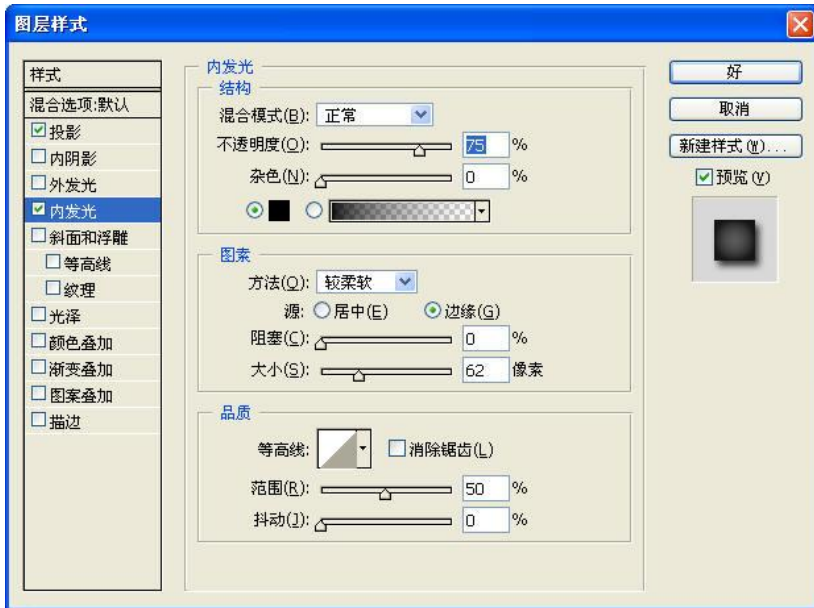 图层样式
样式
混合选项:默认
投影
内阴影
外发光
内发光
斜面和浮雕
等高线
纹理
光泽
颜色叠加
渐变叠加
图案叠加
描边
内发光
结构
混合模式(B): 正常
不透明度(O): 75 %
杂色(N): 0 %
图素
方法(Q): 较柔软
源: 居中(E) 边缘(G)
阻塞(C): 0 %
大小(S): 62 像素
品质
等高线: 消除锯齿(L)
范围(R): 50 %
抖动(J): 0 %
好
取消
新建样式(W)...
预览(V)